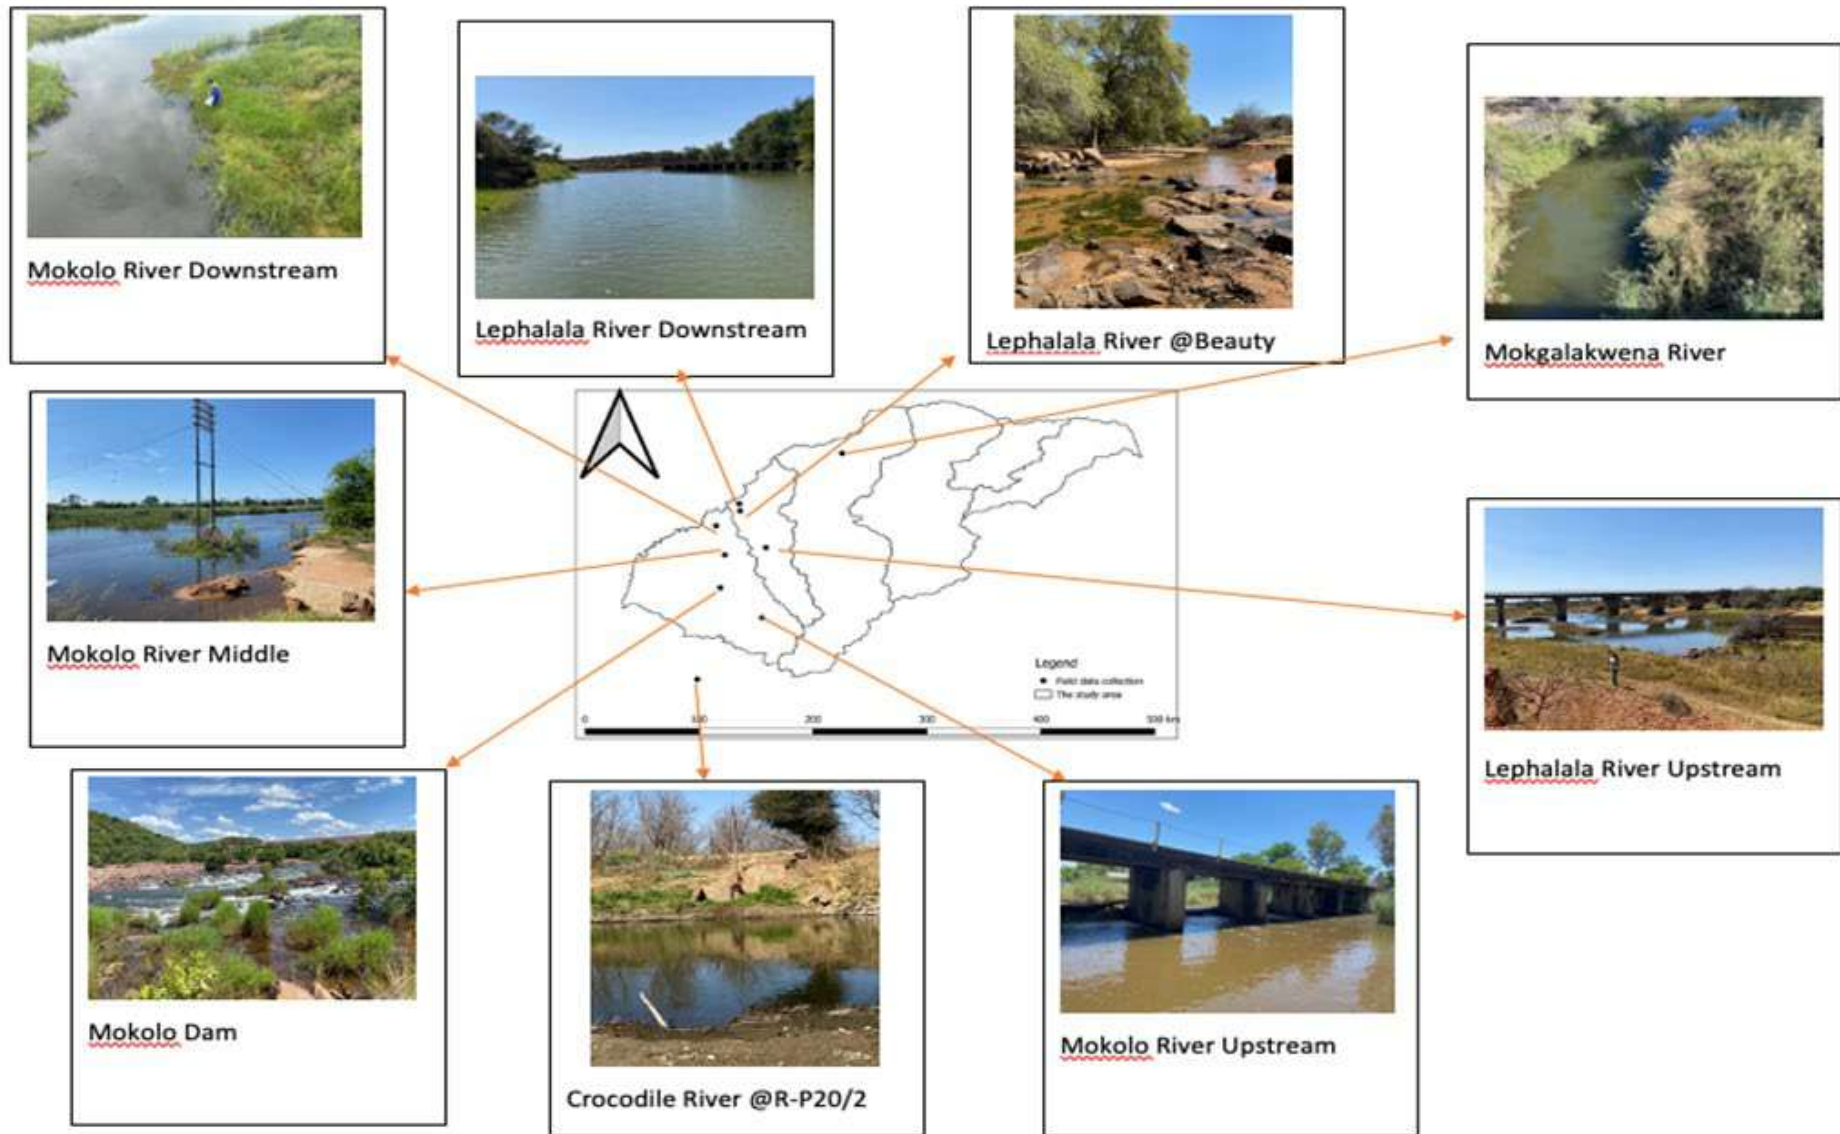 Mokolo River Downstream
Lephalala River Downstream
Lephalala River @Beauty
Mokgalakwena River
Mokolo River Middle
Lephalala River Upstream
Legend
Field data collection
The study area
0 100 200 300 400 500 km
Mokolo Dam
Crocodile River @R-P20/2
Mokolo River Upstream